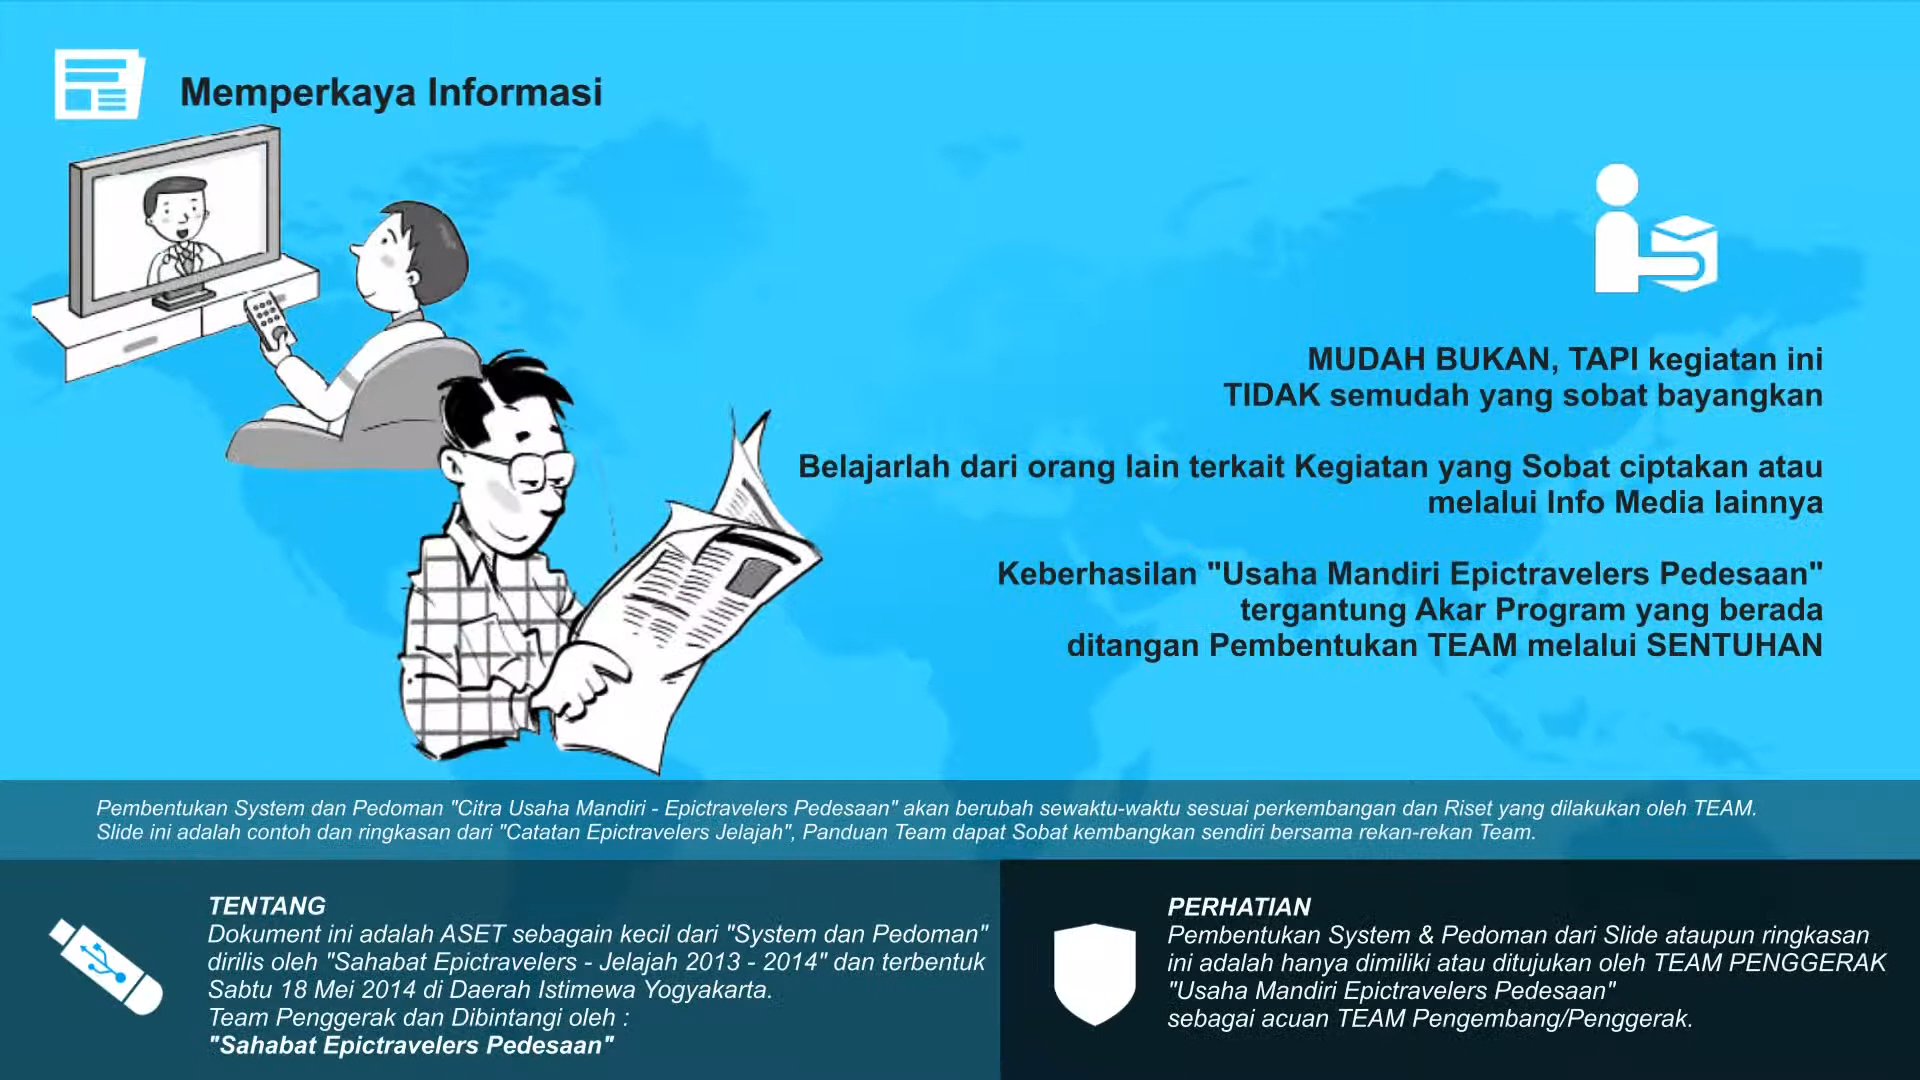 Memperkaya Informasi
MUDAH BUKAN, TAPI kegiatan ini
TIDAK semudah yang sobat bayangkan
Belajarlah dari orang lain terkait Kegiatan yang Sobat ciptakan atau
melalui Info Media lainnya
Keberhasilan "Usaha Mandiri Epictravelers Pedesaan"
tergantung Akar Program yang berada
ditangan Pembentukan TEAM melalui SENTUHAN
Pembentukan System dan Pedoman "Citra Usaha Mandiri - Epictravelers Pedesaan" akan berubah sewaktu-waktu sesuai perkembangan dan Riset yang dilakukan oleh TEAM.
Slide ini adalah contoh dan ringkasan dari "Catatan Epictravelers Jelajah", Panduan Team dapat Sobat kembangkan sendiri bersama rekan-rekan Team.
TENTANG
Dokument ini adalah ASET sebagain kecil dari "System dan Pedoman"
dirilis oleh "Sahabat Epictravelers - Jelajah 2013 - 2014" dan terbentuk
Sabtu 18 Mei 2014 di Daerah Istimewa Yogyakarta.
Team Penggerak dan Dibintangi oleh :
"Sahabat Epictravelers Pedesaan"
PERHATIAN
Pembentukan System & Pedoman dari Slide ataupun ringkasan
ini adalah hanya dimiliki atau ditujukan oleh TEAM PENGGERAK
"Usaha Mandiri Epictravelers Pedesaan"
sebagai acuan TEAM Pengembang/Penggerak.